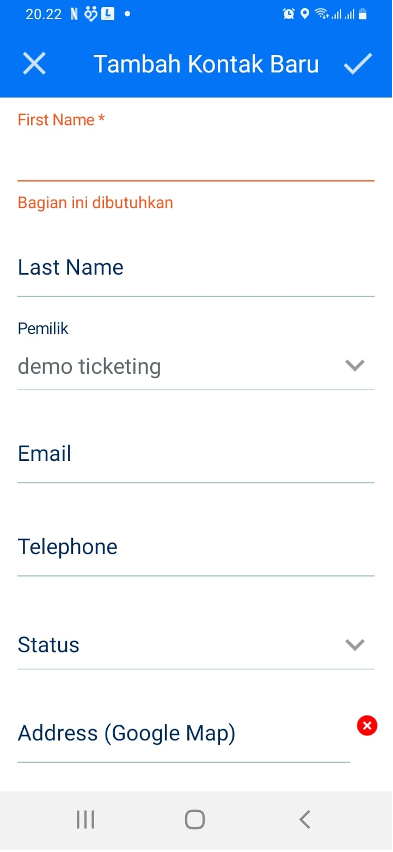 20.22
Tambah Kontak Baru
First Name *
Bagian ini dibutuhkan
Last Name
Pemilik
demo ticketing
Email
Telephone
Status
Address (Google Map)